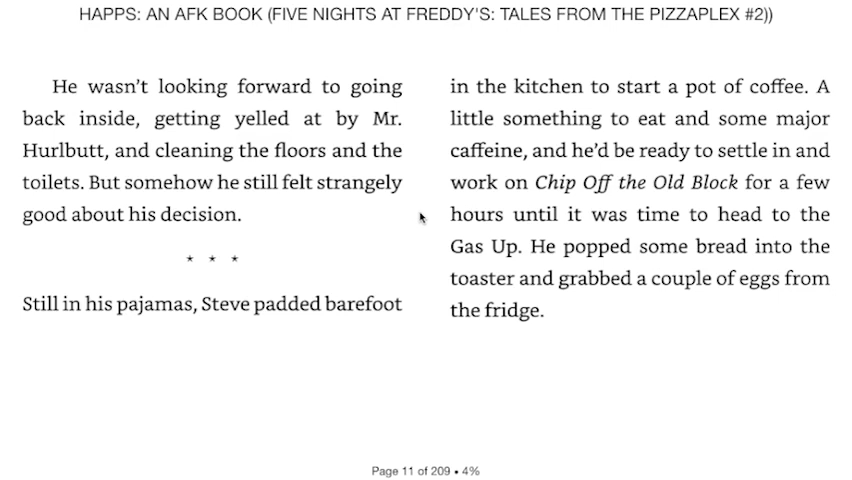 HAPPS: AN AFK BOOK (FIVE NIGHTS AT FREDDY'S: TALES FROM THE PIZZAPLEX #2))
He wasn't looking forward to going
back inside, getting yelled at by Mr.
Hurlbutt, and cleaning the floors and the
toilets. But somehow he still felt strangely
good about his decision.
* * *
Still in his pajamas, Steve padded barefoot
in the kitchen to start a pot of coffee. A
little something to eat and some major
caffeine, and he'd be ready to settle in and
work on Chip Off the Old Block for a few
hours until it was time to head to the
Gas Up. He popped some bread into the
toaster and grabbed a couple of eggs from
the fridge.
Page 11 of 209 • 4%